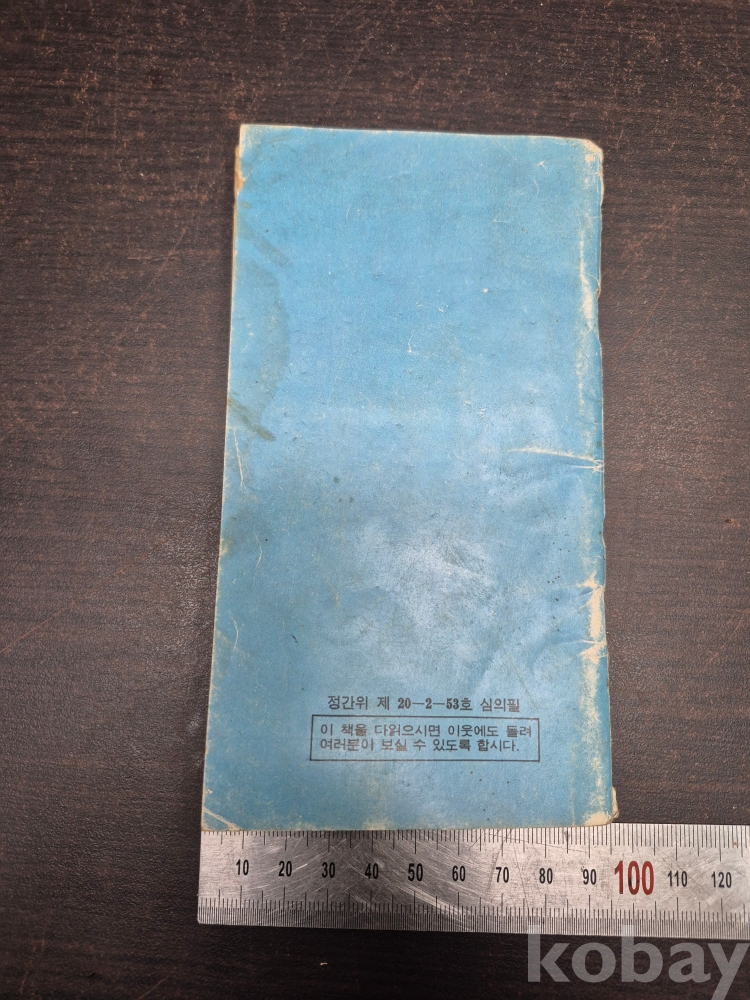 정간위 제 20—2—53호 심의필
이 책을 다읽으시면 이웃에도 돌려
여러분이 보실 수 있도록 합시다.
10 20 30 40 50 60 70 80 90 100 110 120
kobay